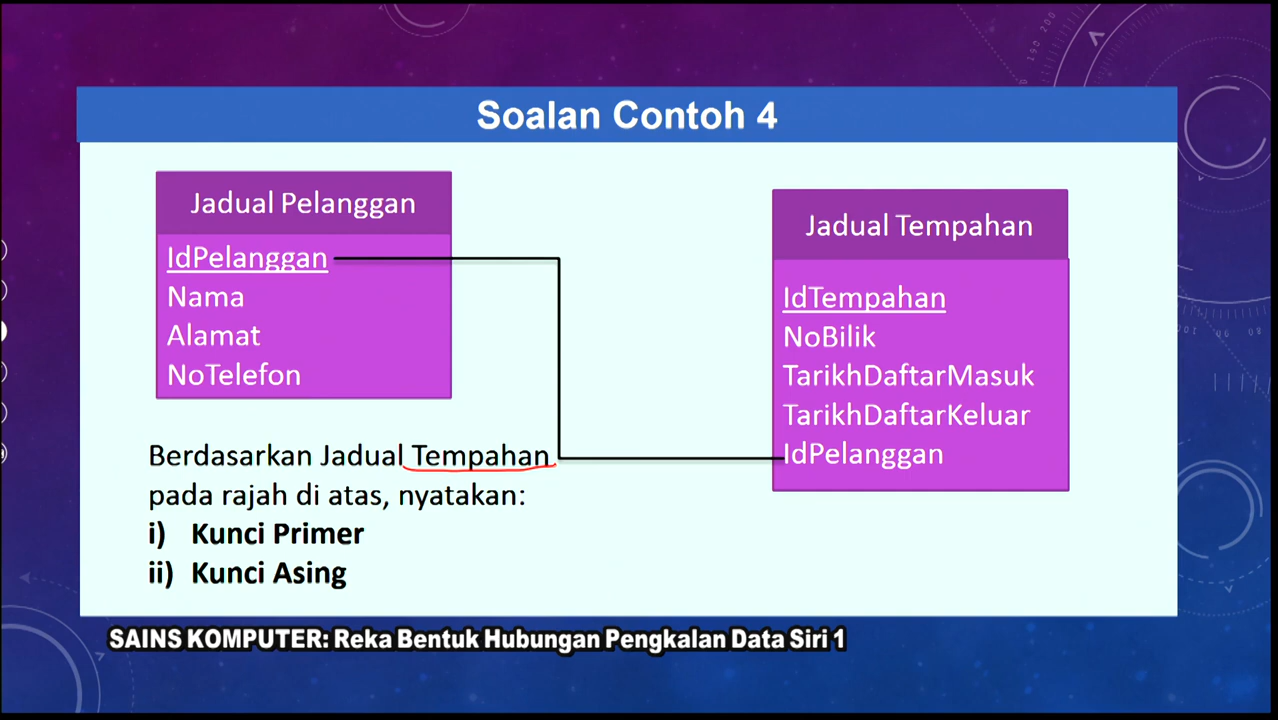 Soalan Contoh 4
Jadual Pelanggan
IdPelanggan
Nama
Alamat
NoTelefon
Jadual Tempahan
IdTempahan
NoBilik
TarikhDaftarMasuk
TarikhDaftarKeluar
IdPelanggan
Berdasarkan Jadual Tempahan
pada rajah di atas, nyatakan:
i) Kunci Primer
ii) Kunci Asing
SAINS KOMPUTER: Reka Bentuk Hubungan Pengkalan Data Siri 1